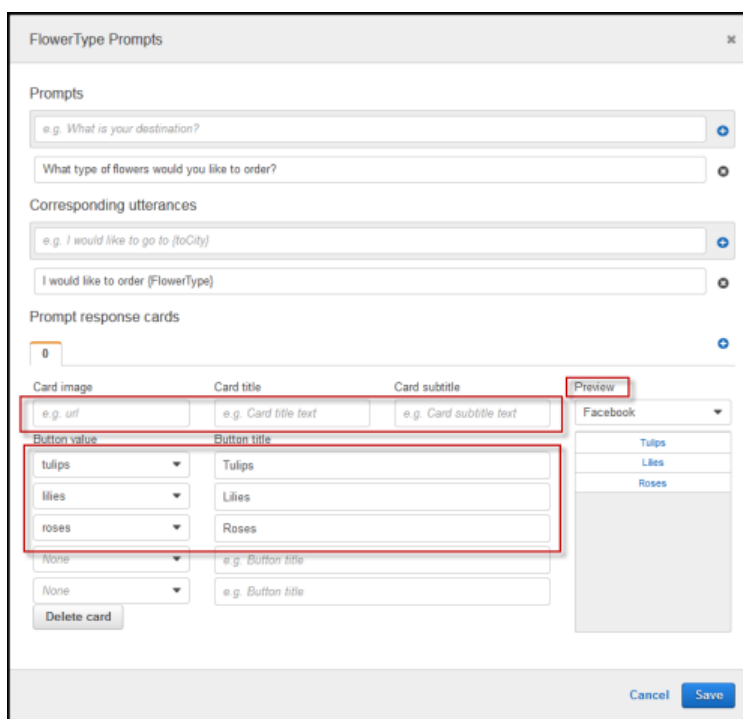 FlowerType Prompts
Prompts
e.g. What is your destination?
What type of flowers would you like to order?
Corresponding utterances
e.g. I would like to go to {toCity}
I would like to order {FlowerType}
Prompt response cards
0
Card image Card title Card subtitle Preview
e.g. url e.g. Card title text e.g. Card subtitle text Facebook
Button value Button title
tulips Tulips Tulips
lilies Lilies Lilies
roses Roses Roses
None e.g. Button title
None e.g. Button title
Delete card
Cancel Save